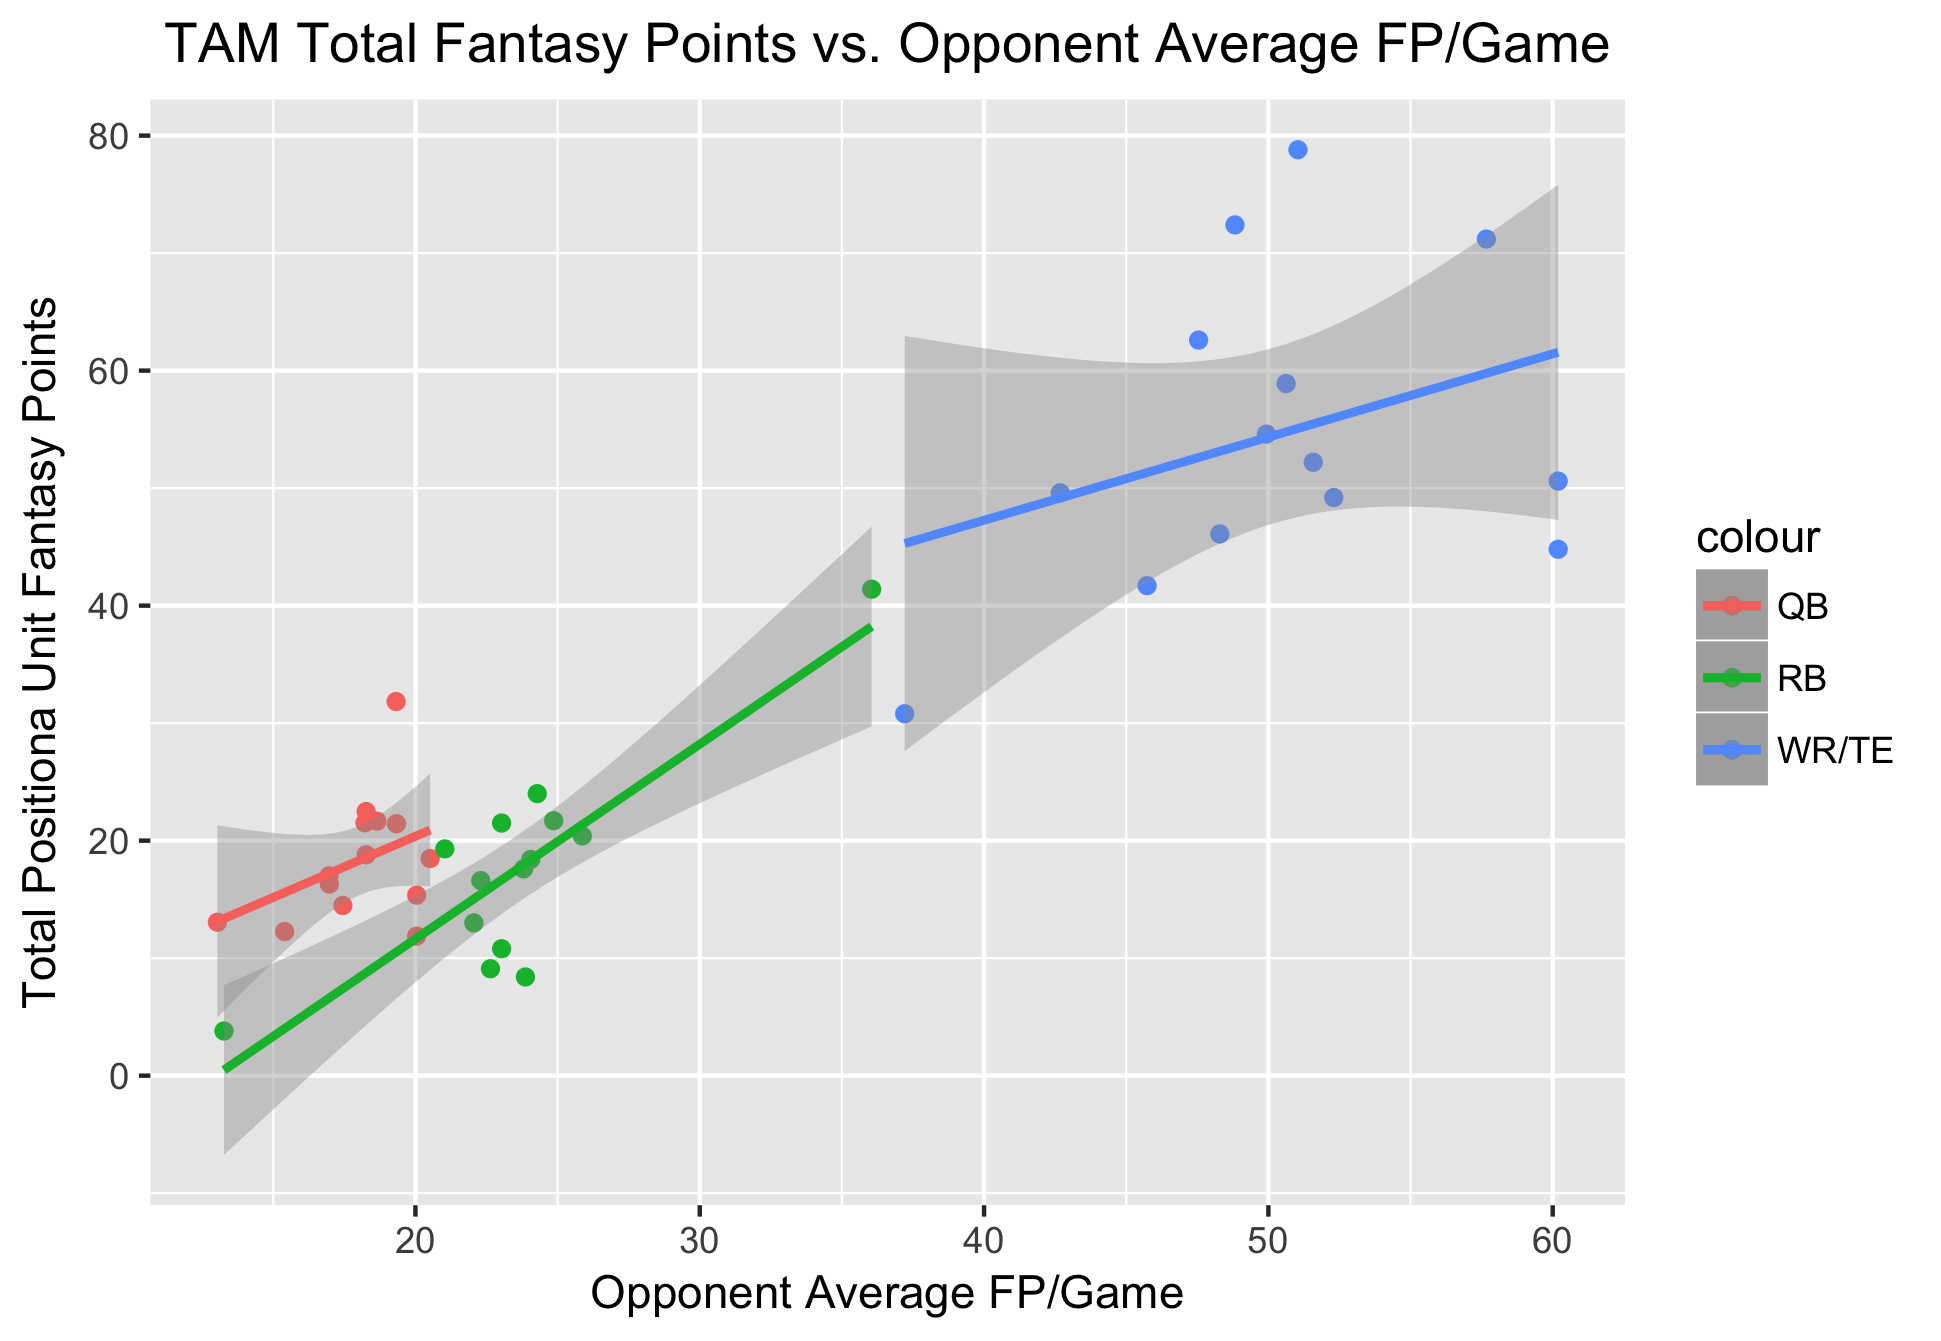 TAM Total Fantasy Points vs. Opponent Average FP/Game
Total Positiona Unit Fantasy Points
80
60
40
20
0
20 30 40 50 60
Opponent Average FP/Game
colour
QB
RB
WR/TE